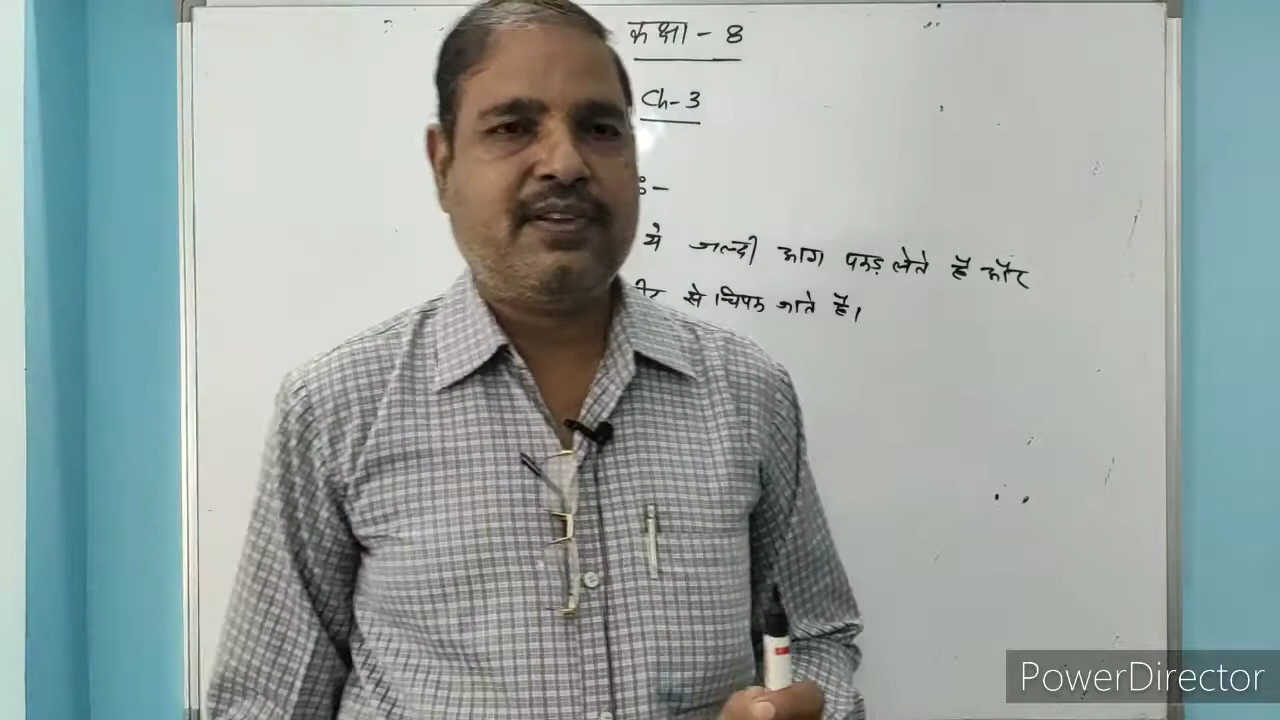 कक्षा - 8
Ch-3
ये जल्दी आग पकड़ लेते हैं और
से चिपक जाते हैं।
PowerDirector